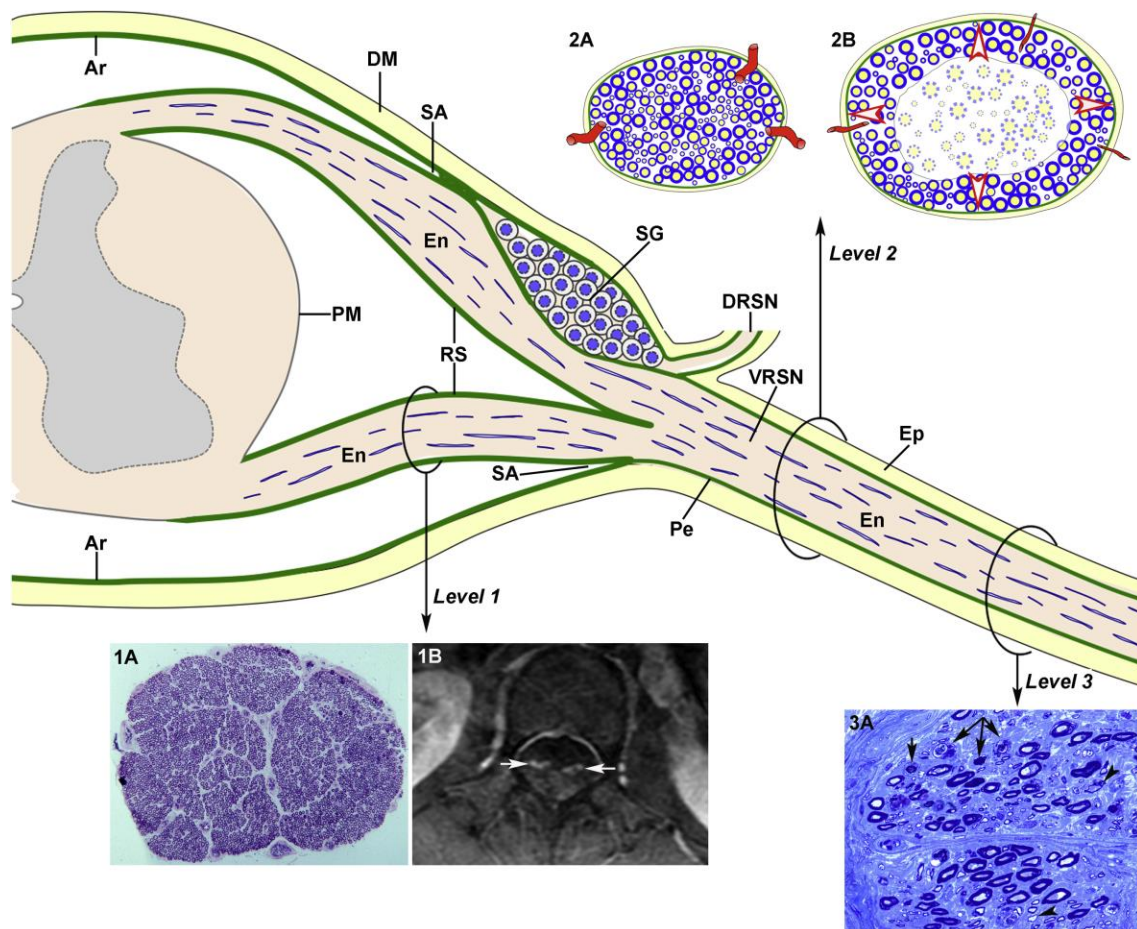 2A
2B
Ar
DM
SA
En
SG
Level 2
DRSN
PM
RS
VRSN
Ep
En
SA
Pe
En
Ar
Level 1
Level 3
1A
1B
3A